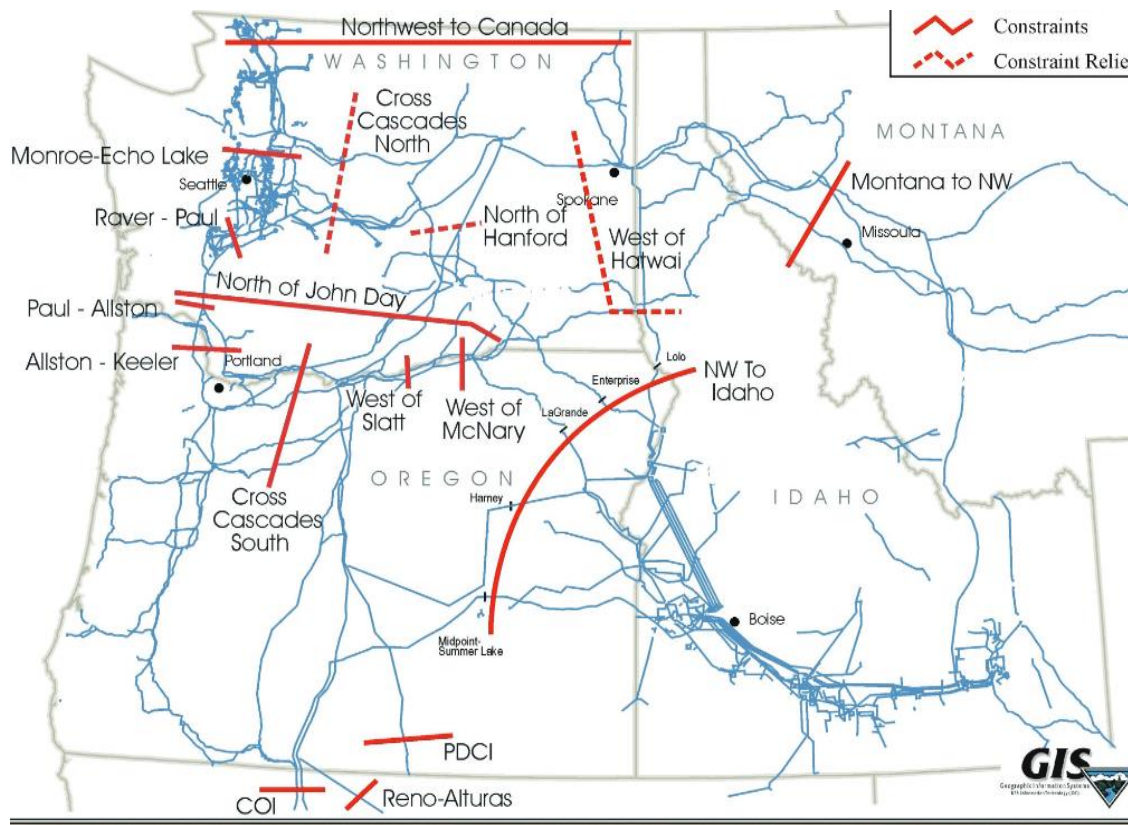 Northwest to Canada
WASHINGTON
Constraints
Constraint Relie
Cross
Cascades
North
MONTANA
Monroe-Echo Lake
Seattle
Spokane
Montana to NW
Raver - Paul
North of
Hanford
West of
Hatwai
Missoula
North of John Day
Paul - Allston
Allston - Keeler
Portland
Lolo
NW To
Idaho
Enterprise
West of
Slatt
West of
McNary
LaGrande
OREGON
Harney
IDAHO
Cross
Cascades
South
Boise
Midpoint-
Summer Lake
PDCI
GIS
Geographic Information Systems
COI
Reno-Alturas